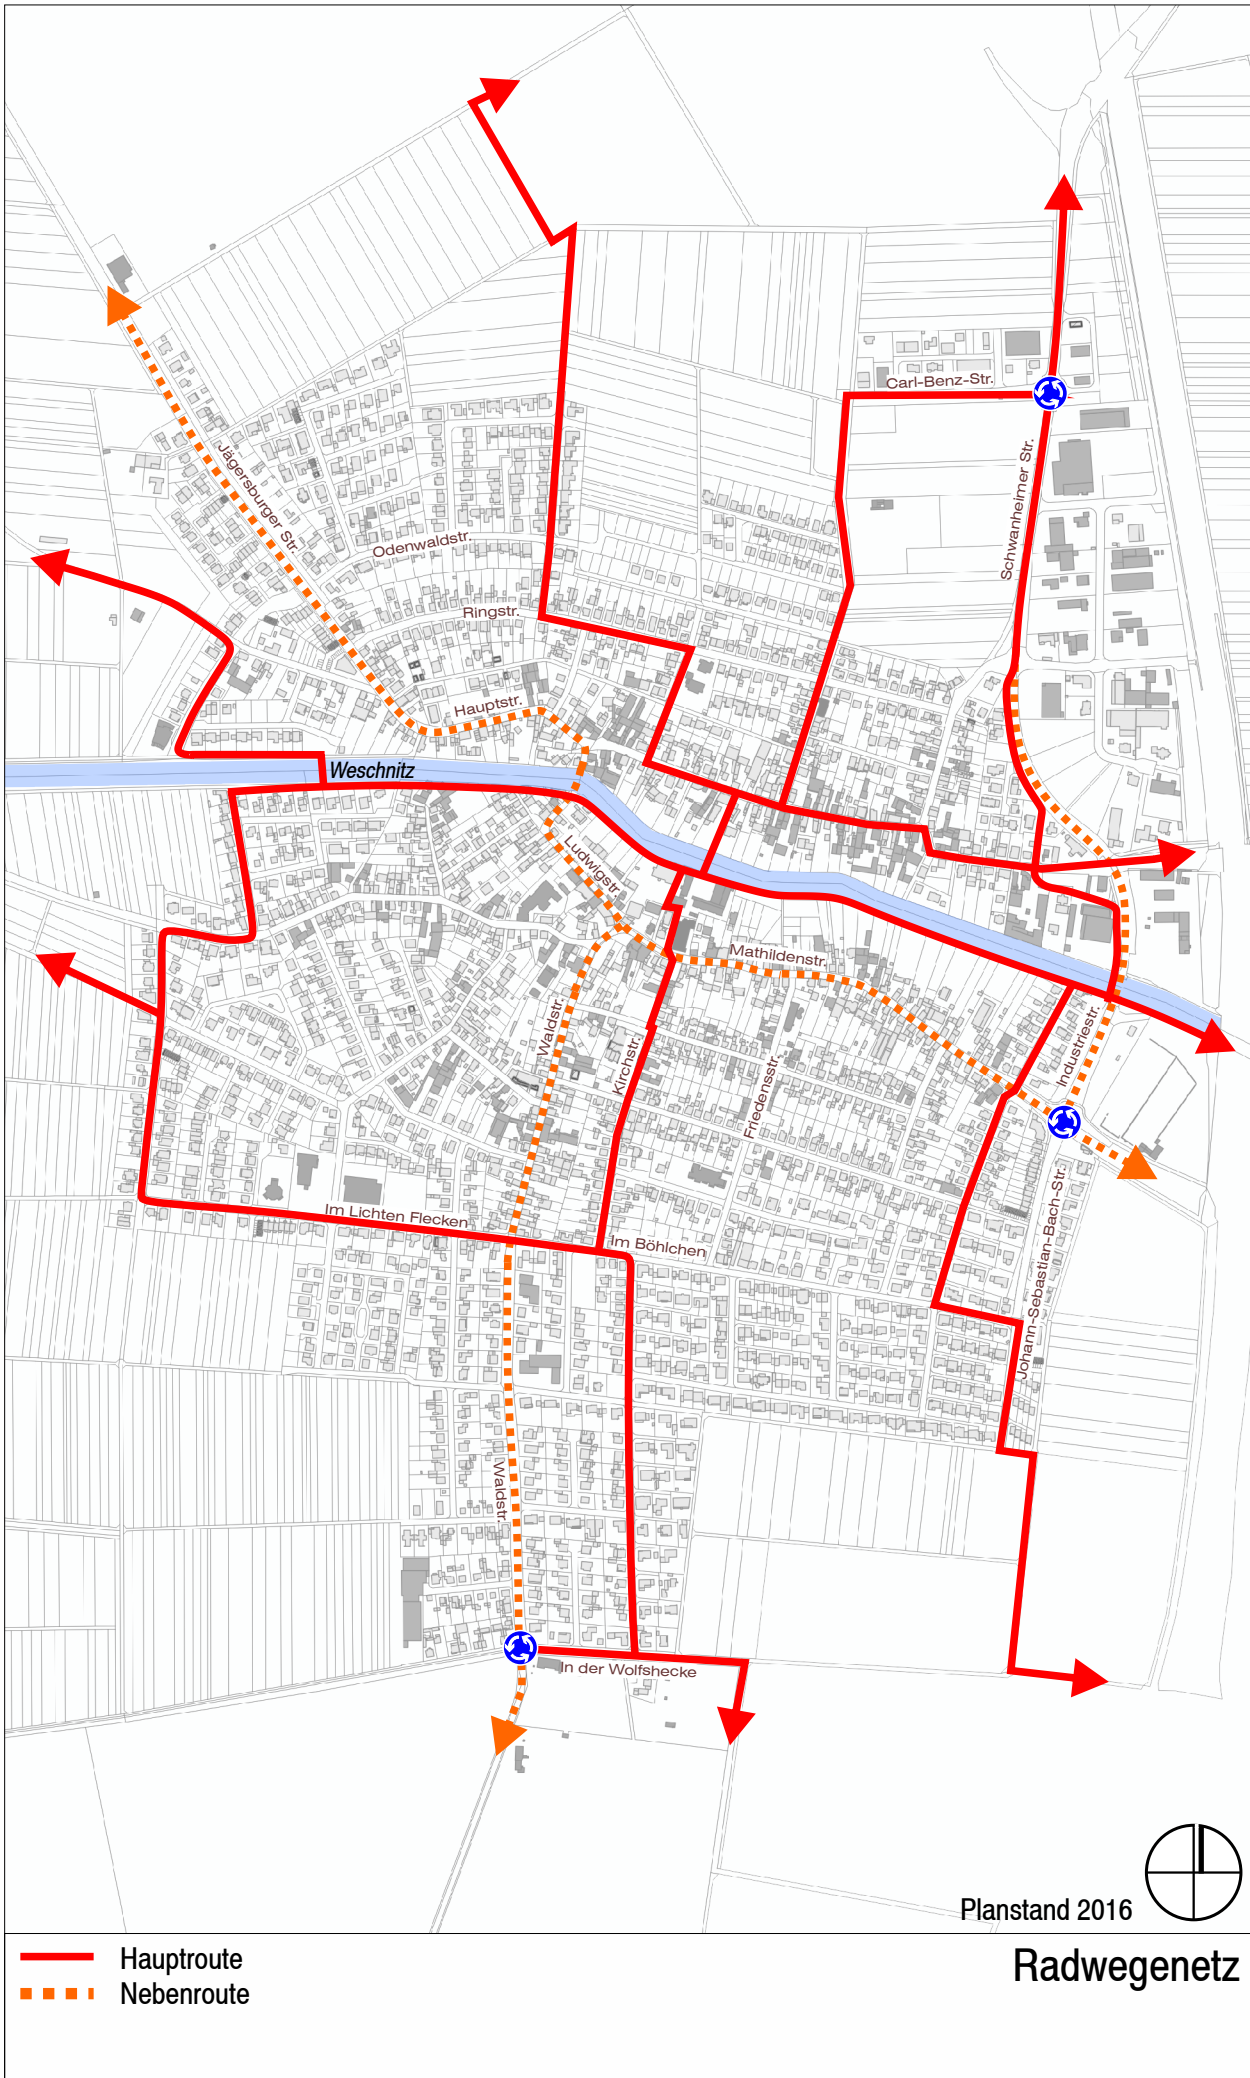 Carl-Benz-Str.
Jägersburger Str.
Schwanheimer Str.
Odenwaldstr.
Ringstr.
Hauptstr.
Weschnitz
Ludwigstr.
Mathildenstr.
Waldstr.
Kirchstr.
Friedensstr.
Industriestr.
Im Lichten Flecken
Im Böhlchen
Johann-Sebastian-Bach-Str.
Waldstr.
In der Wolfshecke
Planstand 2016
Hauptroute
Nebenroute
Radwegenetz